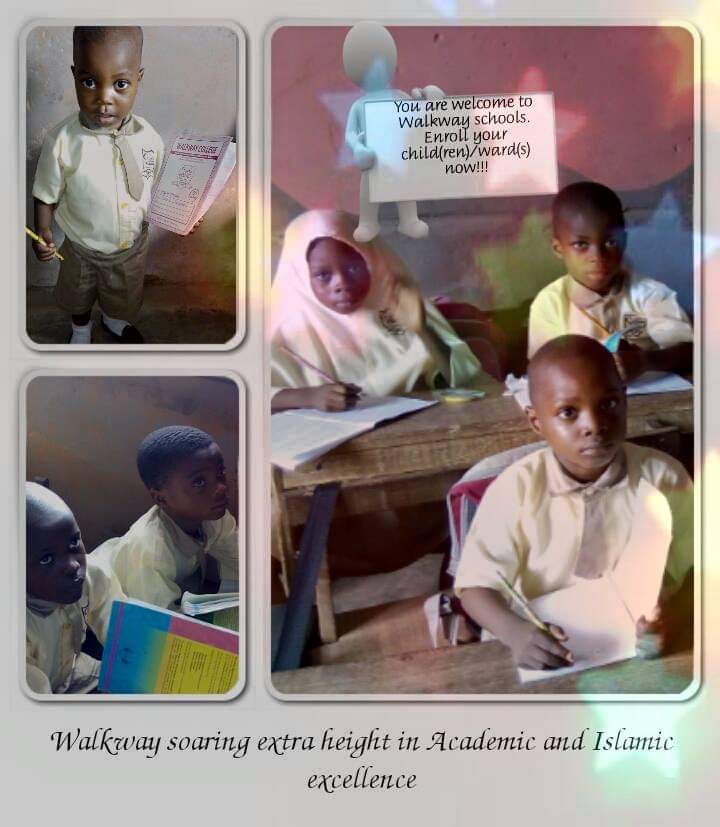 WALKWAY COLLEGE
You are welcome to
Walkway schools.
Enroll your
child(ren)/ward(s)
now!!!
Walkway soaring extra height in Academic and Islamic
excellence